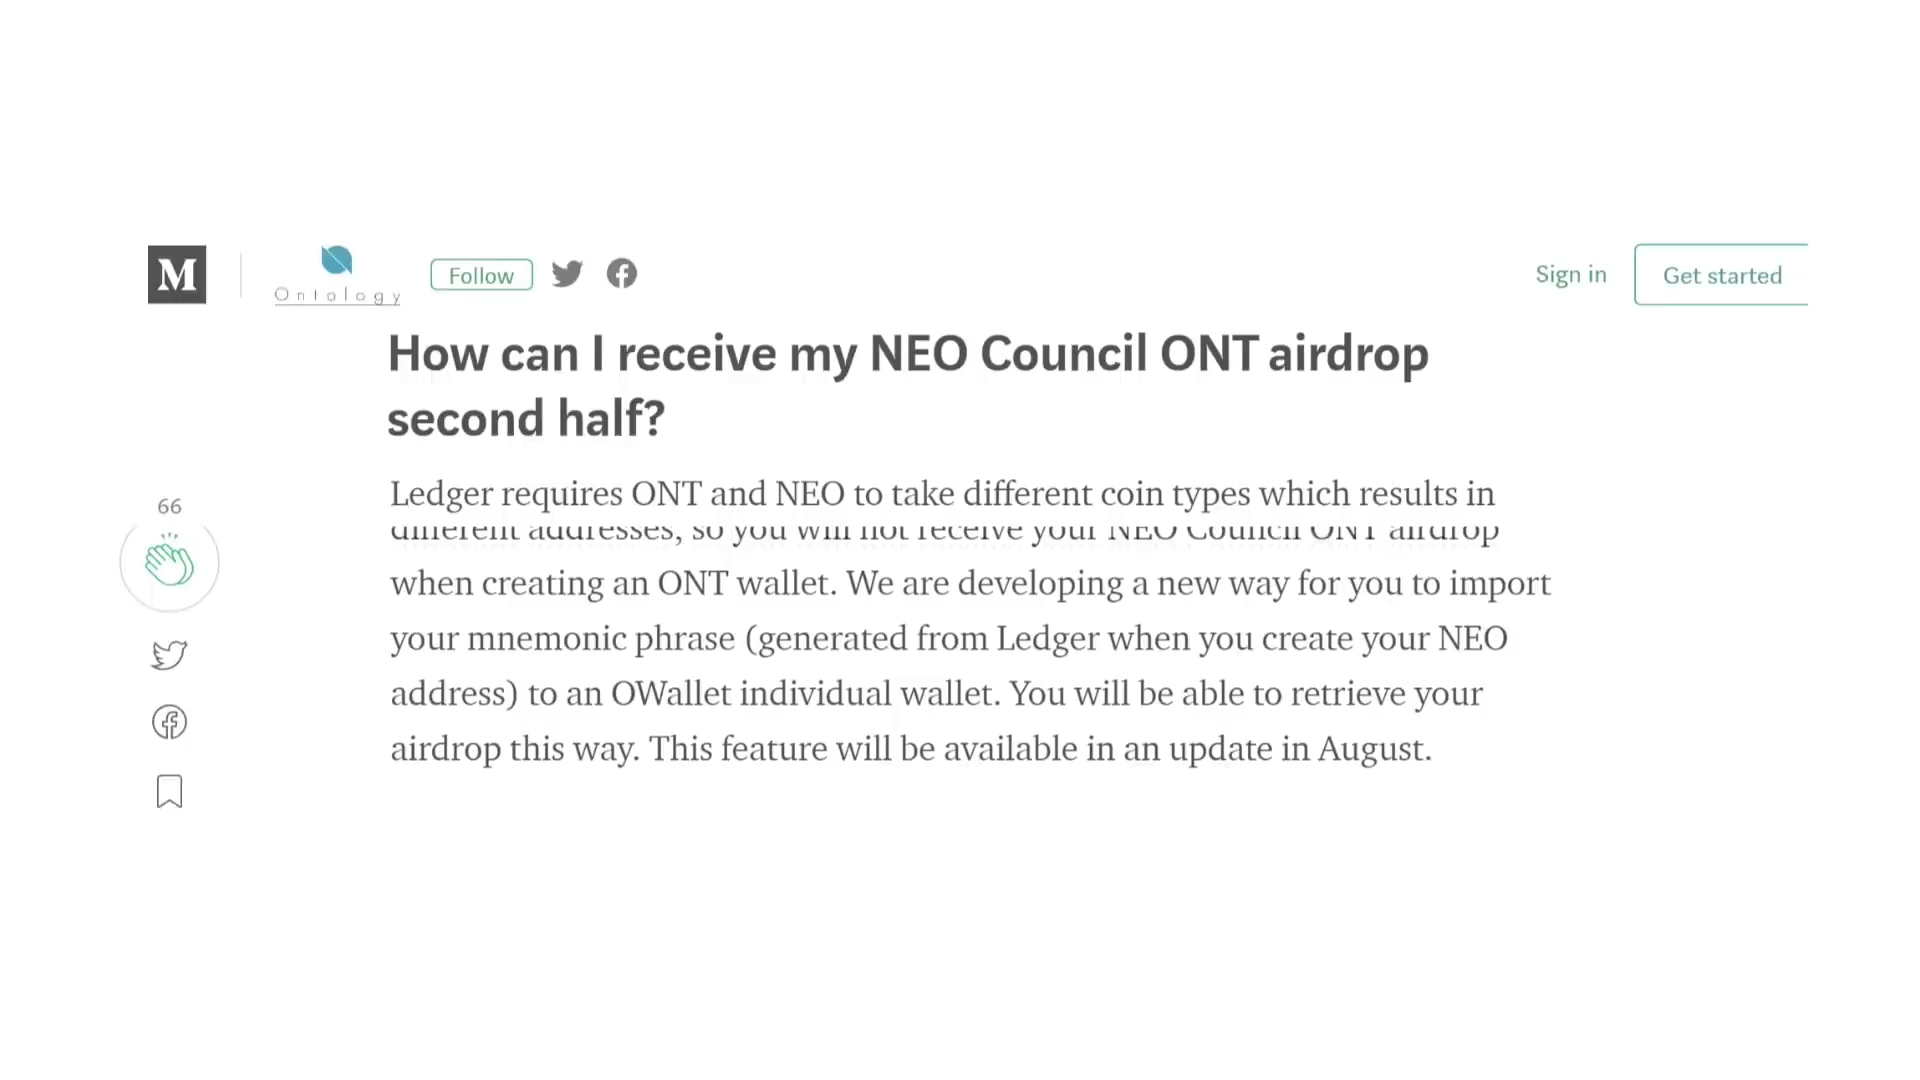 M
Ontology
Follow
Sign in
Get started
How can I receive my NEO Council ONT airdrop
second half?
66
Ledger requires ONT and NEO to take different coin types which results in
different addresses, so you will not receive your NEO Council ONT airdrop
when creating an ONT wallet. We are developing a new way for you to import
your mnemonic phrase (generated from Ledger when you create your NEO
address) to an OWallet individual wallet. You will be able to retrieve your
airdrop this way. This feature will be available in an update in August.